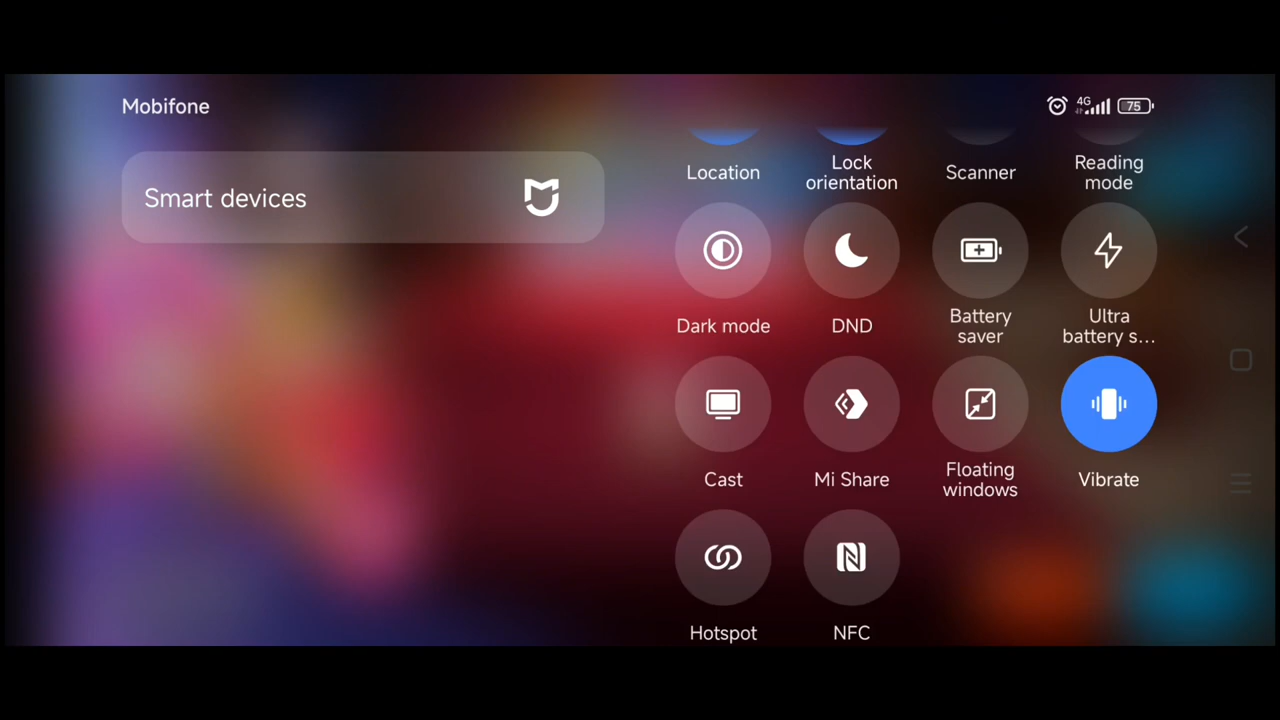 Mobifone
4G
75
Smart devices
Location
Lock
orientation
Scanner
Reading
mode
Dark mode
DND
Battery
saver
Ultra
battery s...
Cast
Mi Share
Floating
windows
Vibrate
Hotspot
NFC